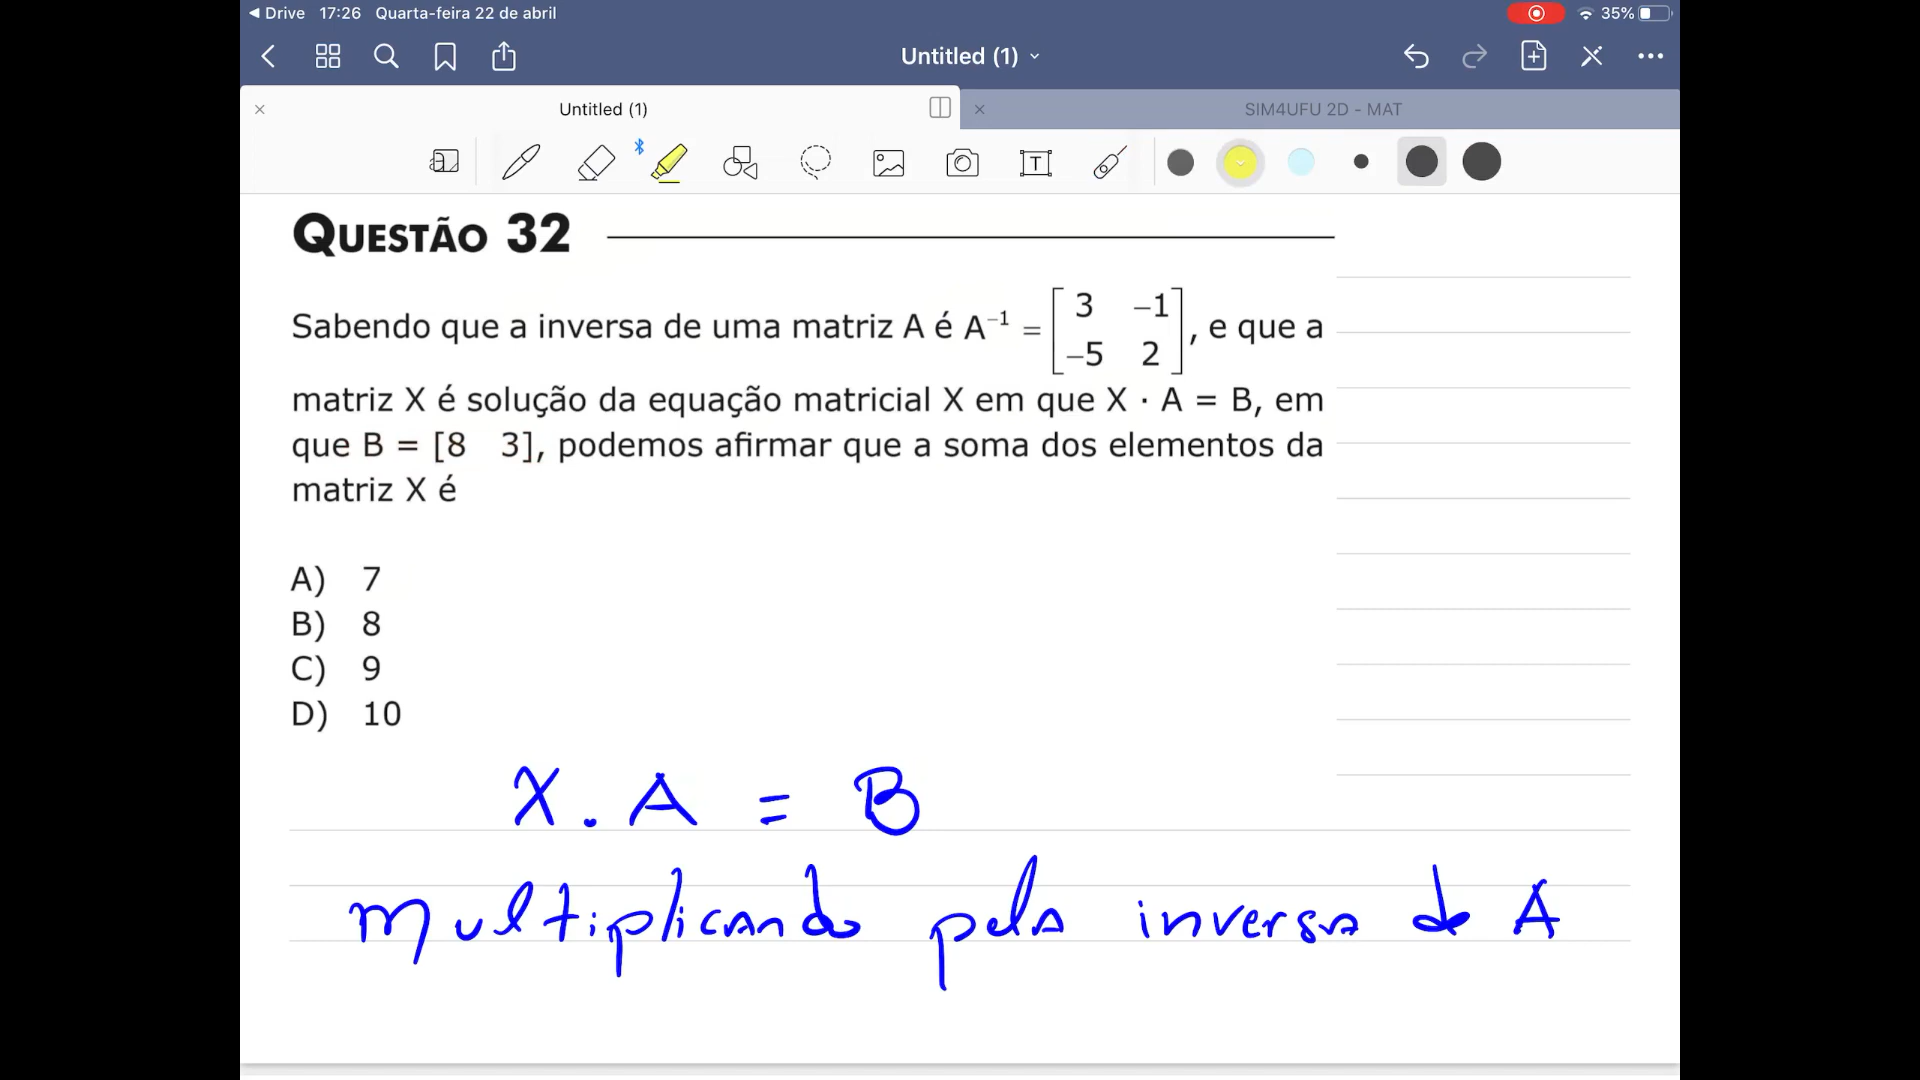 Drive 17:26 Quarta-feira 22 de abril 35%
Untitled (1)
Untitled (1) SIM4UFU 2D - MAT
QUESTÃO 32
Sabendo que a inversa de uma matriz A é A⁻¹ = [3 –1 –5 2], e que a
matriz X é solução da equação matricial X em que X · A = B, em
que B = [8 3], podemos afirmar que a soma dos elementos da
matriz X é
A) 7
B) 8
C) 9
D) 10
X . A = B
multiplicando pela inversa de A